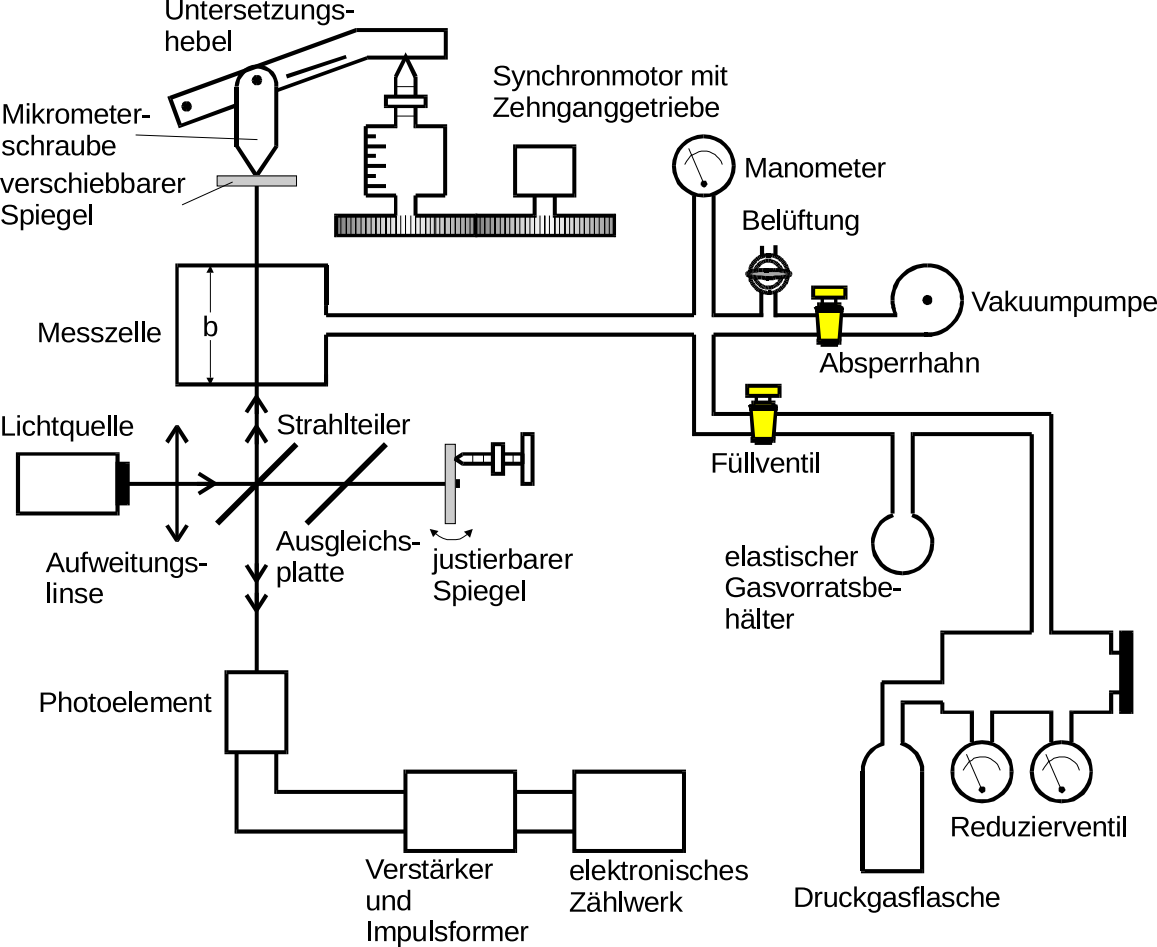 Untersetzungs-
hebel
Synchronmotor mit
Zehnganggetriebe
Mikrometer-
schraube
verschiebbarer
Spiegel
Manometer
Belüftung
Vakuumpumpe
Absperrhahn
Messzelle
b
Lichtquelle
Strahlteiler
Füllventil
Aufweitungs-
linse
Ausgleichs-
platte
justierbarer
Spiegel
elastischer
Gasvorratsbe-
hälter
Photoelement
Reduzierventil
Druckgasflasche
Verstärker
und
Impulsformer
elektronisches
Zählwerk